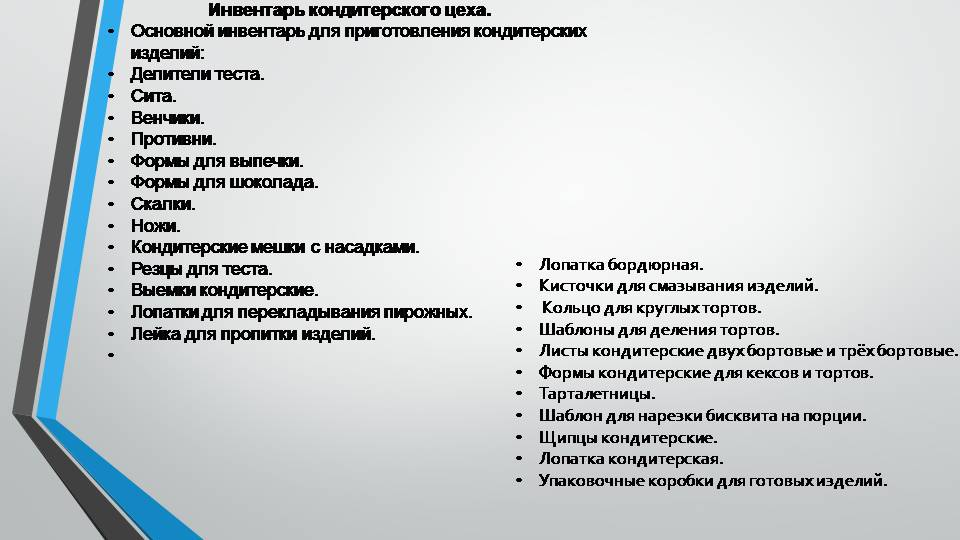 Инвентарь кондитерского цеха.
• Основной инвентарь для приготовления кондитерских
изделий:
• Делители теста.
• Сита.
• Венчики.
• Противни.
• Формы для выпечки.
• Формы для шоколада.
• Скалки.
• Ножи.
• Кондитерские мешки с насадками.
• Резцы для теста.
• Выемки кондитерские.
• Лопатки для перекладывания пирожных.
• Лейка для пропитки изделий.
•
• Лопатка бордюрная.
• Кисточки для смазывания изделий.
• Кольцо для круглых тортов.
• Шаблоны для деления тортов.
• Листы кондитерские двух бортовые и трёх бортовые.
• Формы кондитерские для кексов и тортов.
• Тарталетницы.
• Шаблон для нарезки бисквита на порции.
• Щипцы кондитерские.
• Лопатка кондитерская.
• Упаковочные коробки для готовых изделий.